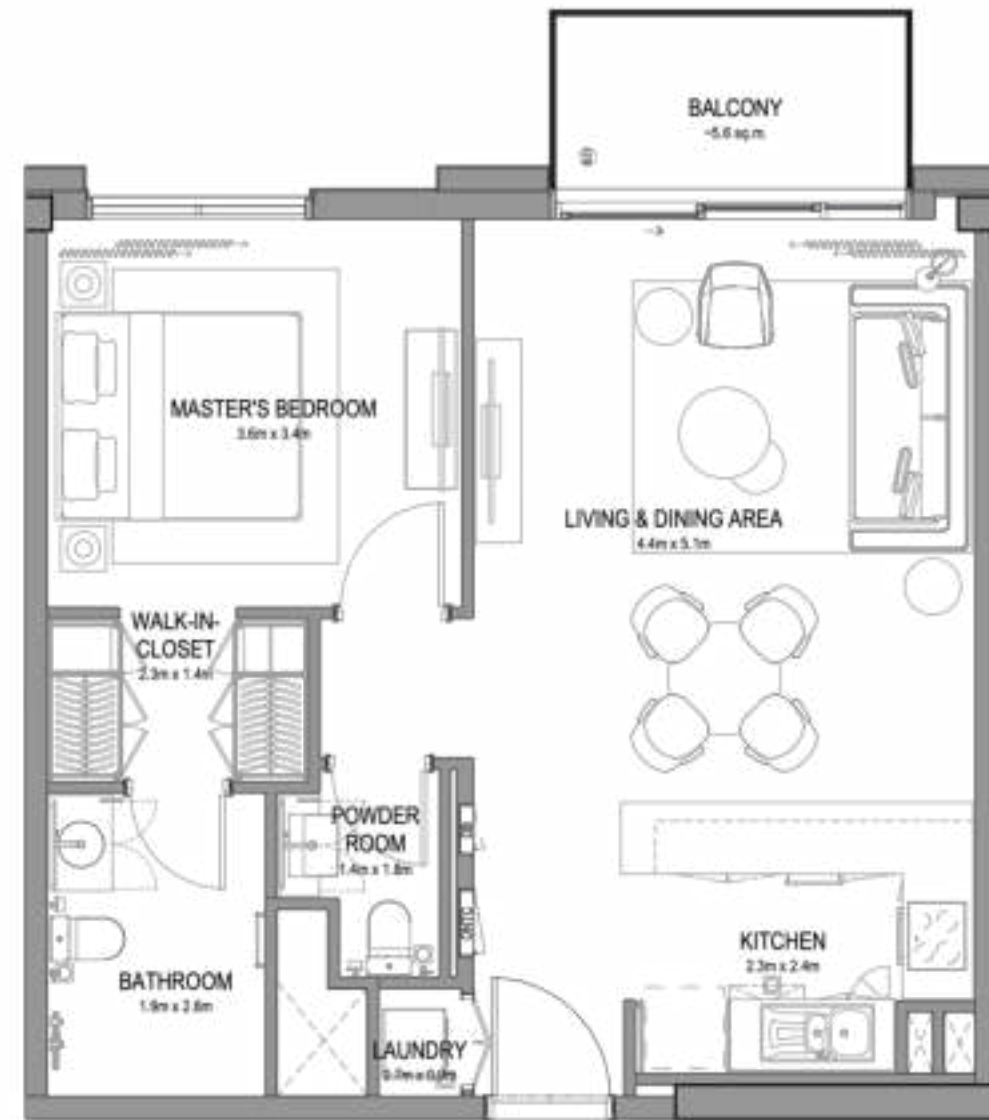 BALCONY
~5.6 sq.m
MASTER'S BEDROOM
3.6m x 3.4m
LIVING & DINING AREA
4.4m x 5.1m
WALK-IN-
CLOSET
2.3m x 1.4m
POWDER
ROOM
1.4m x 1.8m
KITCHEN
2.3m x 2.4m
BATHROOM
1.9m x 2.6m
LAUNDRY